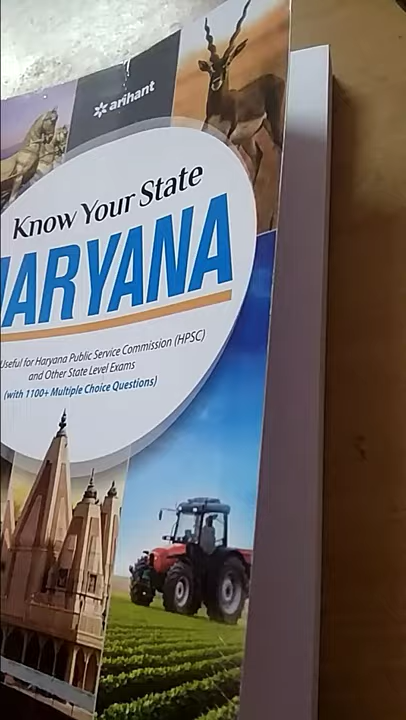 arihant
Know Your State
HARYANA
Useful for Haryana Public Service Commission (HPSC)
and Other State Level Exams
(with 1100+ Multiple Choice Questions)